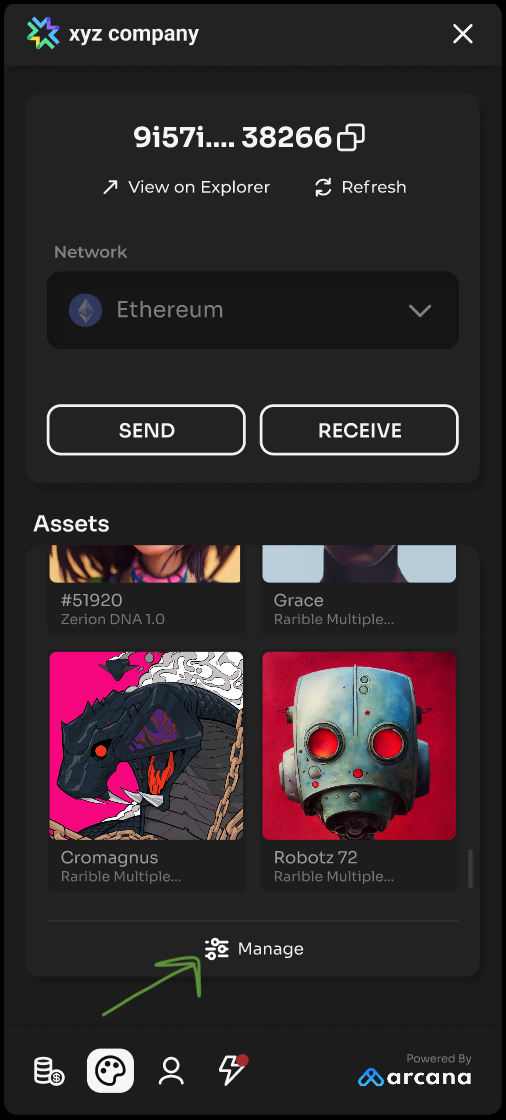 xyz company
9i57i.... 38266
View on Explorer Refresh
Network
Ethereum
SEND RECEIVE
Assets
#51920 Grace
Zerion DNA 1.0 Rarible Multiple...
Cromagnus Robotz 72
Rarible Multiple... Rarible Multiple...
Manage
Powered By
arcana